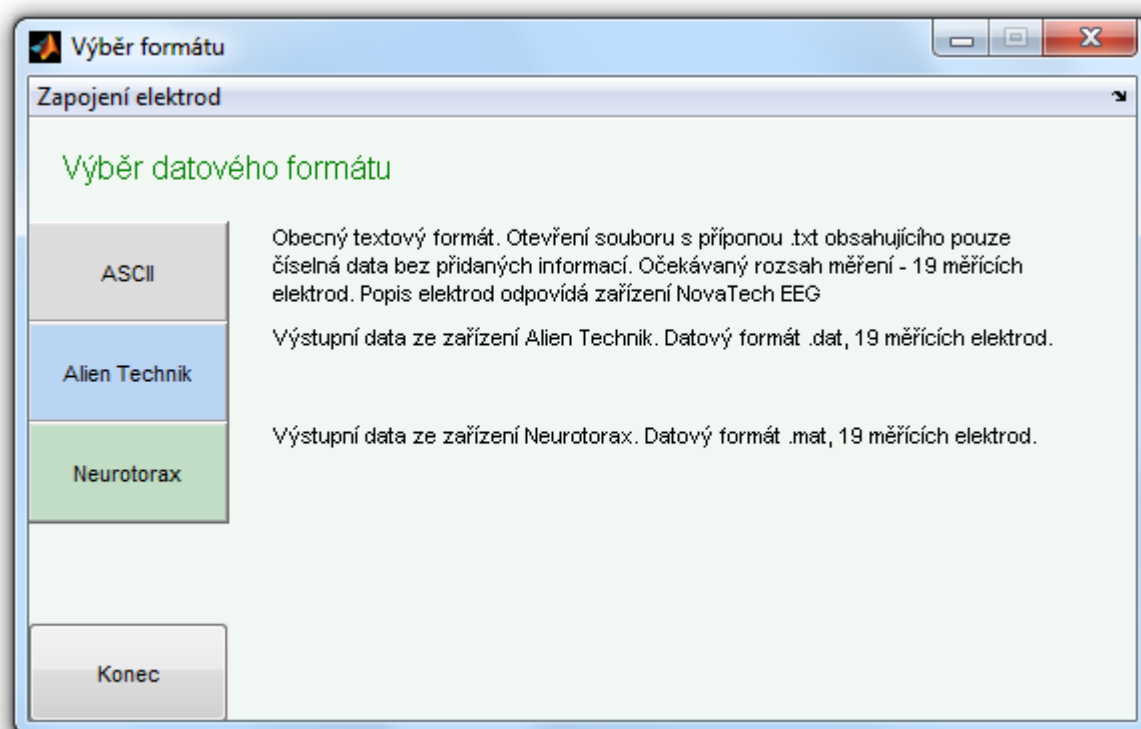 Výběr formátu
Zapojení elektrod
Výběr datového formátu
ASCII
Obecný textový formát. Otevření souboru s příponou .txt obsahujícího pouze
číselná data bez přidaných informací. Očekávaný rozsah měření - 19 měřících
elektrod. Popis elektrod odpovídá zařízení NovaTech EEG
Alien Technik
Výstupní data ze zařízení Alien Technik. Datový formát .dat, 19 měřících elektrod.
Neurotorax
Výstupní data ze zařízení Neurotorax. Datový formát .mat, 19 měřících elektrod.
Konec